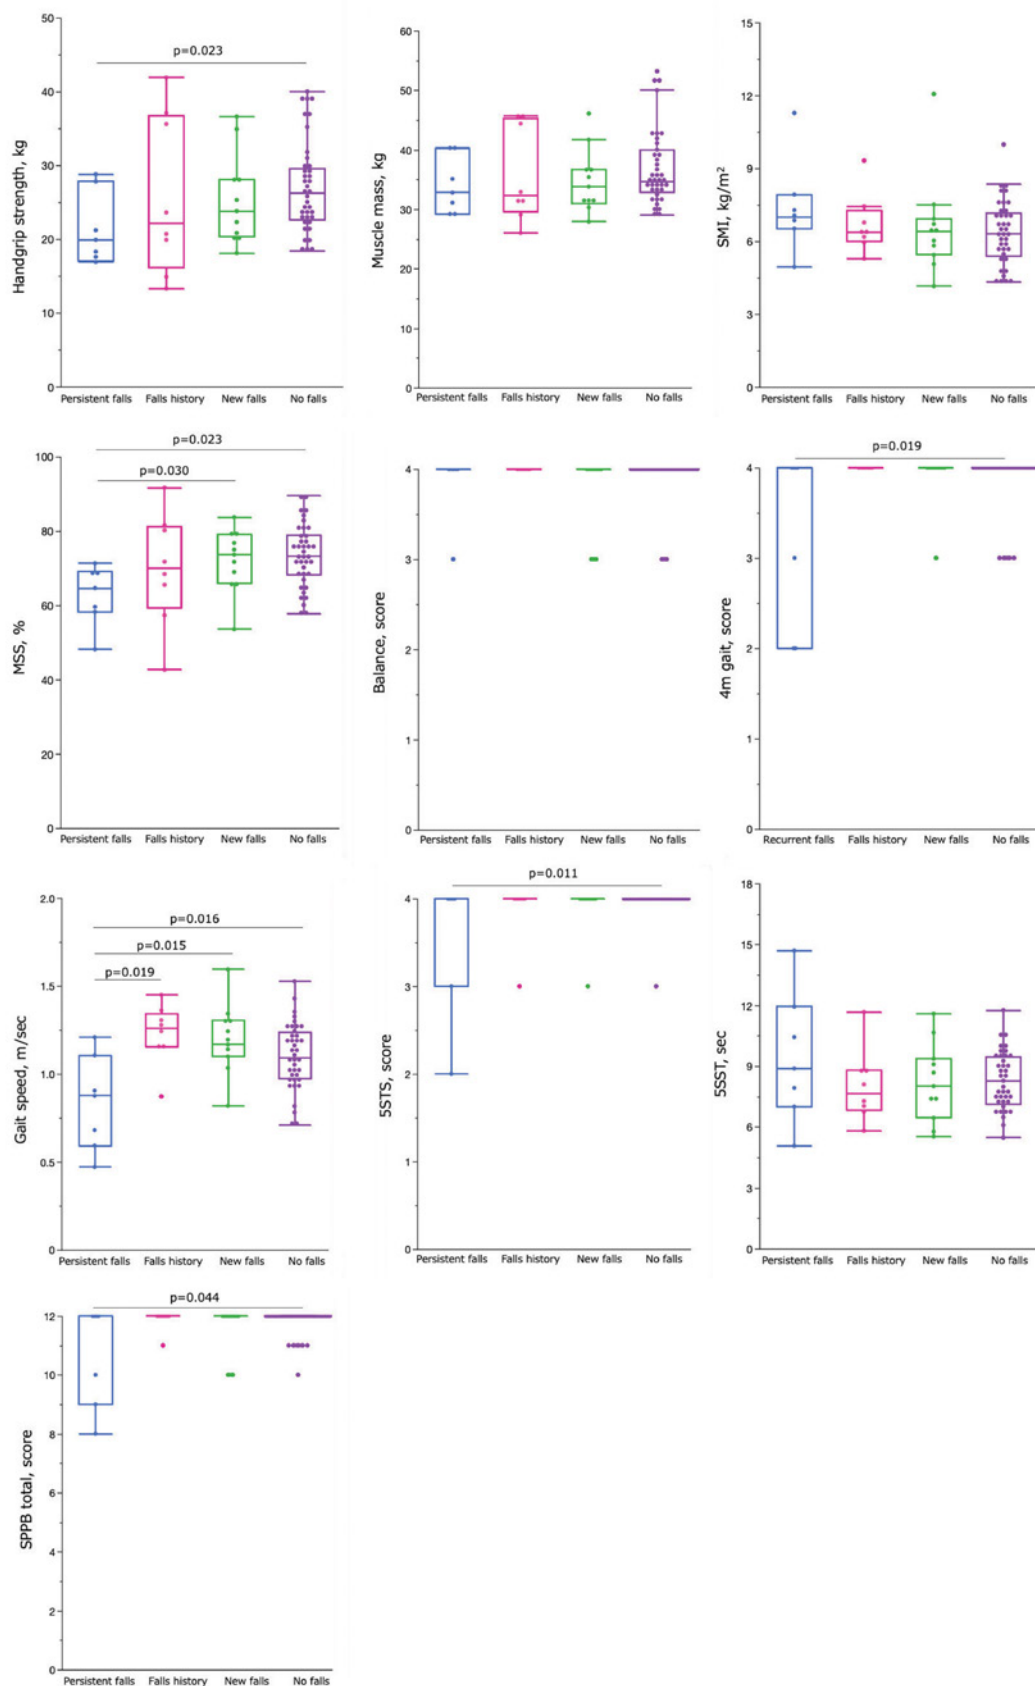 50
40
30
20
10
0
Handgrip strength, kg
p=0.023
Persistent falls Falls history New falls No falls
60
50
40
30
20
10
0
Muscle mass, kg
Persistent falls Falls history New falls No falls
15
12
9
6
3
0
SMI, kg/m²
Persistent falls Falls history New falls No falls
100
80
60
40
20
0
MSS, %
p=0.023
p=0.030
Persistent falls Falls history New falls No falls
4
3
2
1
0
Balance, score
Persistent falls Falls history New falls No falls
4
3
2
1
0
4m gait, score
p=0.019
Recurrent falls Falls history New falls No falls
2.0
1.5
1.0
0.5
0
Gait speed, m/sec
p=0.016
p=0.015
p=0.019
Persistent falls Falls history New falls No falls
4
3
2
1
0
5STS, score
p=0.011
Persistent falls Falls history New falls No falls
18
15
12
9
6
3
0
5SST, sec
Persistent falls Falls history New falls No falls
12
10
8
6
4
2
0
SPPB total, score
p=0.044
Persistent falls Falls history New falls No falls